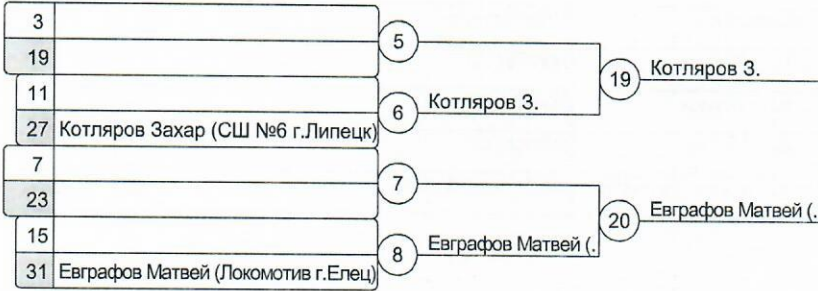 3
19
5
11
27 Котляров Захар (СШ №6 г.Липецк)
6 Котляров З.
19 Котляров З.
7
23
7
15
31 Евграфов Матвей (Локомотив г.Елец)
8 Евграфов Матвей (.
20 Евграфов Матвей (.